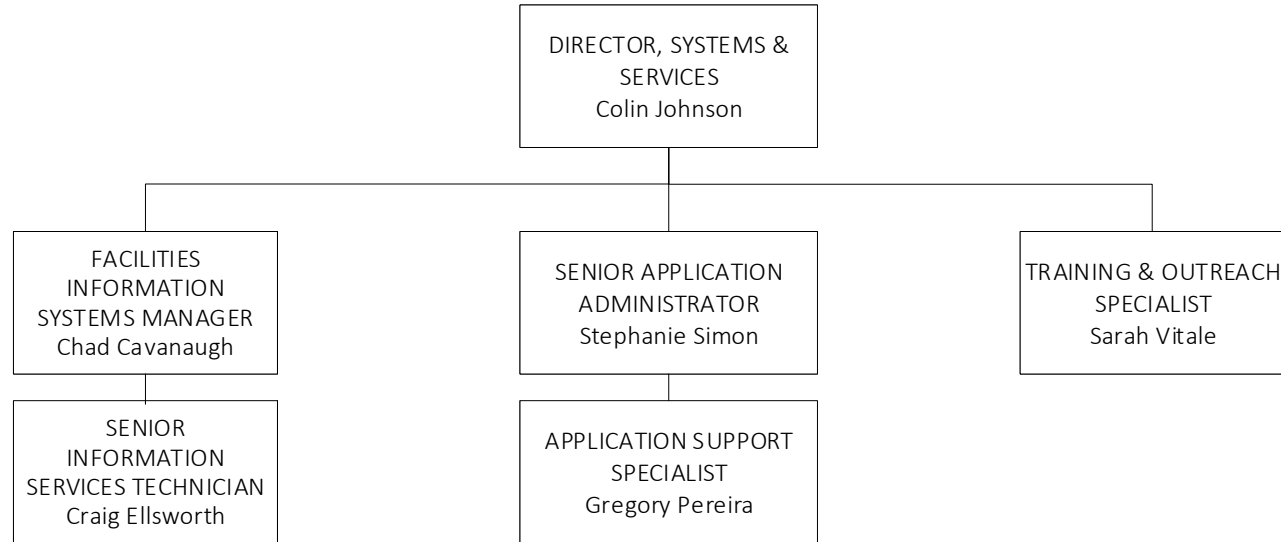 DIRECTOR, SYSTEMS &
SERVICES
Colin Johnson
FACILITIES
INFORMATION
SYSTEMS MANAGER
Chad Cavanaugh
SENIOR APPLICATION
ADMINISTRATOR
Stephanie Simon
TRAINING & OUTREACH
SPECIALIST
Sarah Vitale
SENIOR
INFORMATION
SERVICES TECHNICIAN
Craig Ellsworth
APPLICATION SUPPORT
SPECIALIST
Gregory Pereira